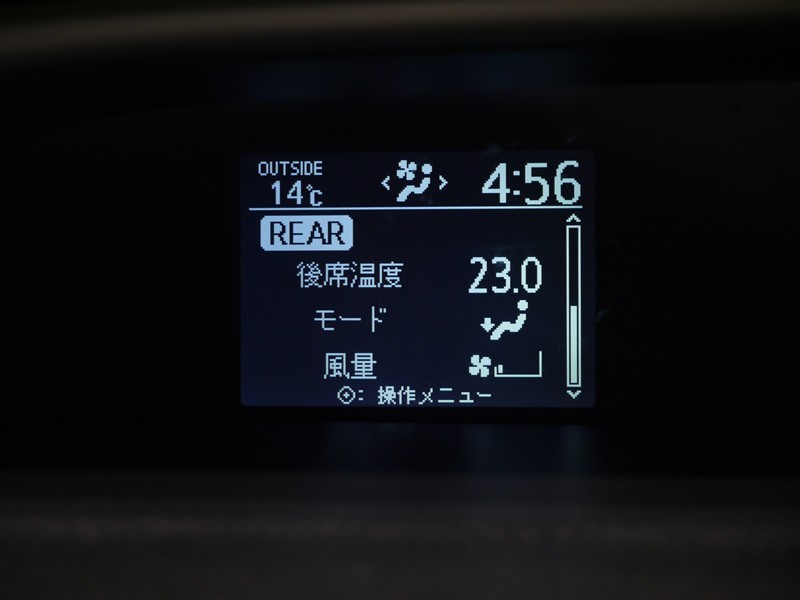 OUTSIDE
14℃
4:56
REAR
後席温度 23.0
モード
風量
: 操作メニュー